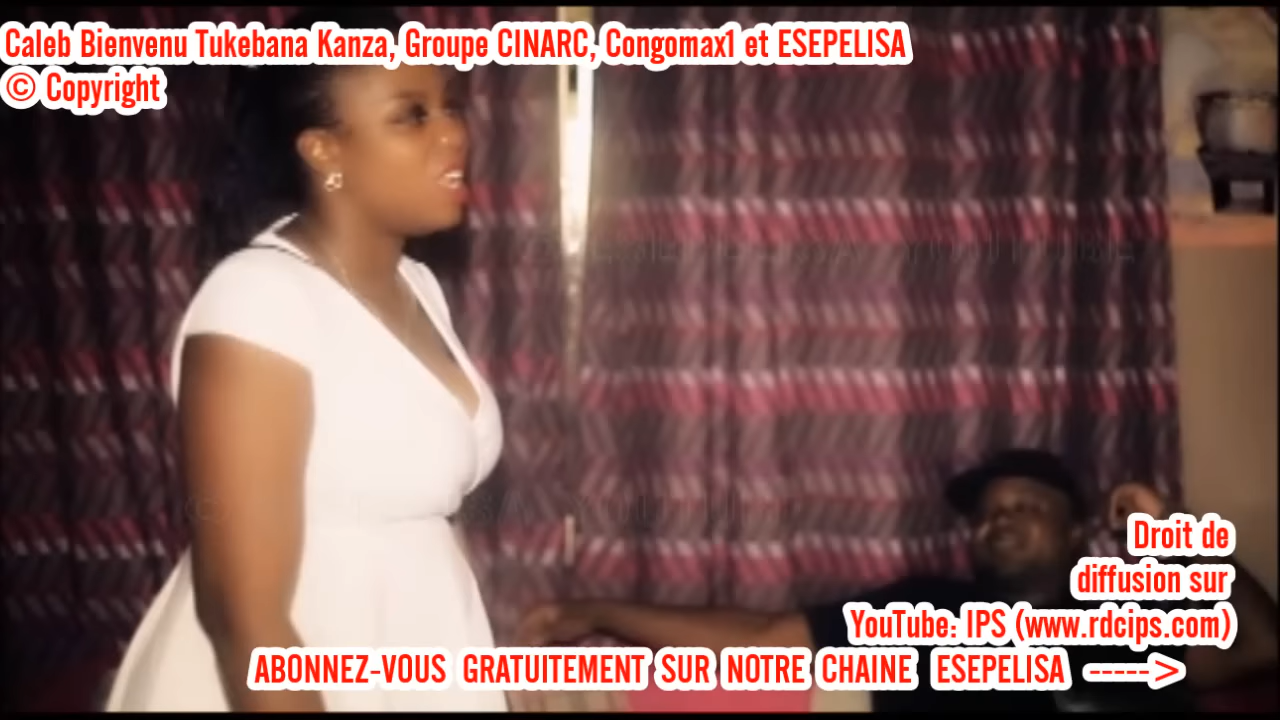 Caleb Bienvenu Tukebana Kanza, Groupe CINARC, Congomax1 et ESEPELISA
© Copyright
Droit de
diffusion sur
YouTube: IPS (www.rdcips.com)
ABONNEZ-VOUS GRATUITEMENT SUR NOTRE CHAINE ESEPELISA ----->